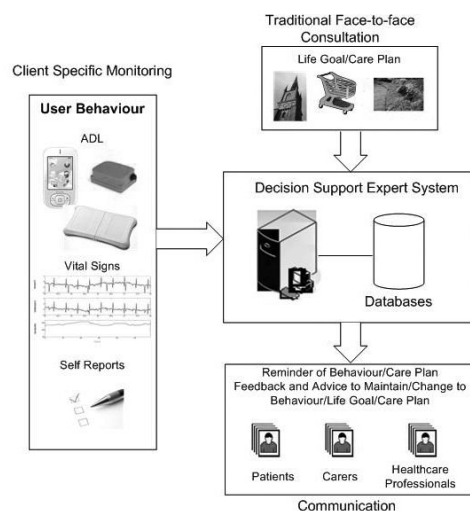 Traditional Face-to-face
Consultation
Life Goal/Care Plan
Client Specific Monitoring
User Behaviour
ADL
Vital Signs
Self Reports
Decision Support Expert System
Databases
Reminder of Behaviour/Care Plan
Feedback and Advice to Maintain/Change to
Behaviour/Life Goal/Care Plan
Patients
Carers
Healthcare
Professionals
Communication